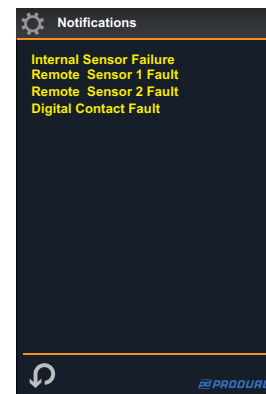 Notifications
Internal Sensor Failure
Remote Sensor 1 Fault
Remote Sensor 2 Fault
Digital Contact Fault